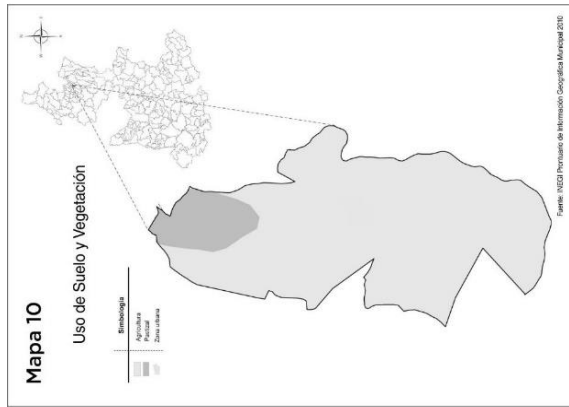 Mapa 10
Uso de Suelo y Vegetación
Simbología
Agricultura
Pastizal
Zona urbana
Fuente: INEGI Prontuario de Información Geográfica Municipal 2010